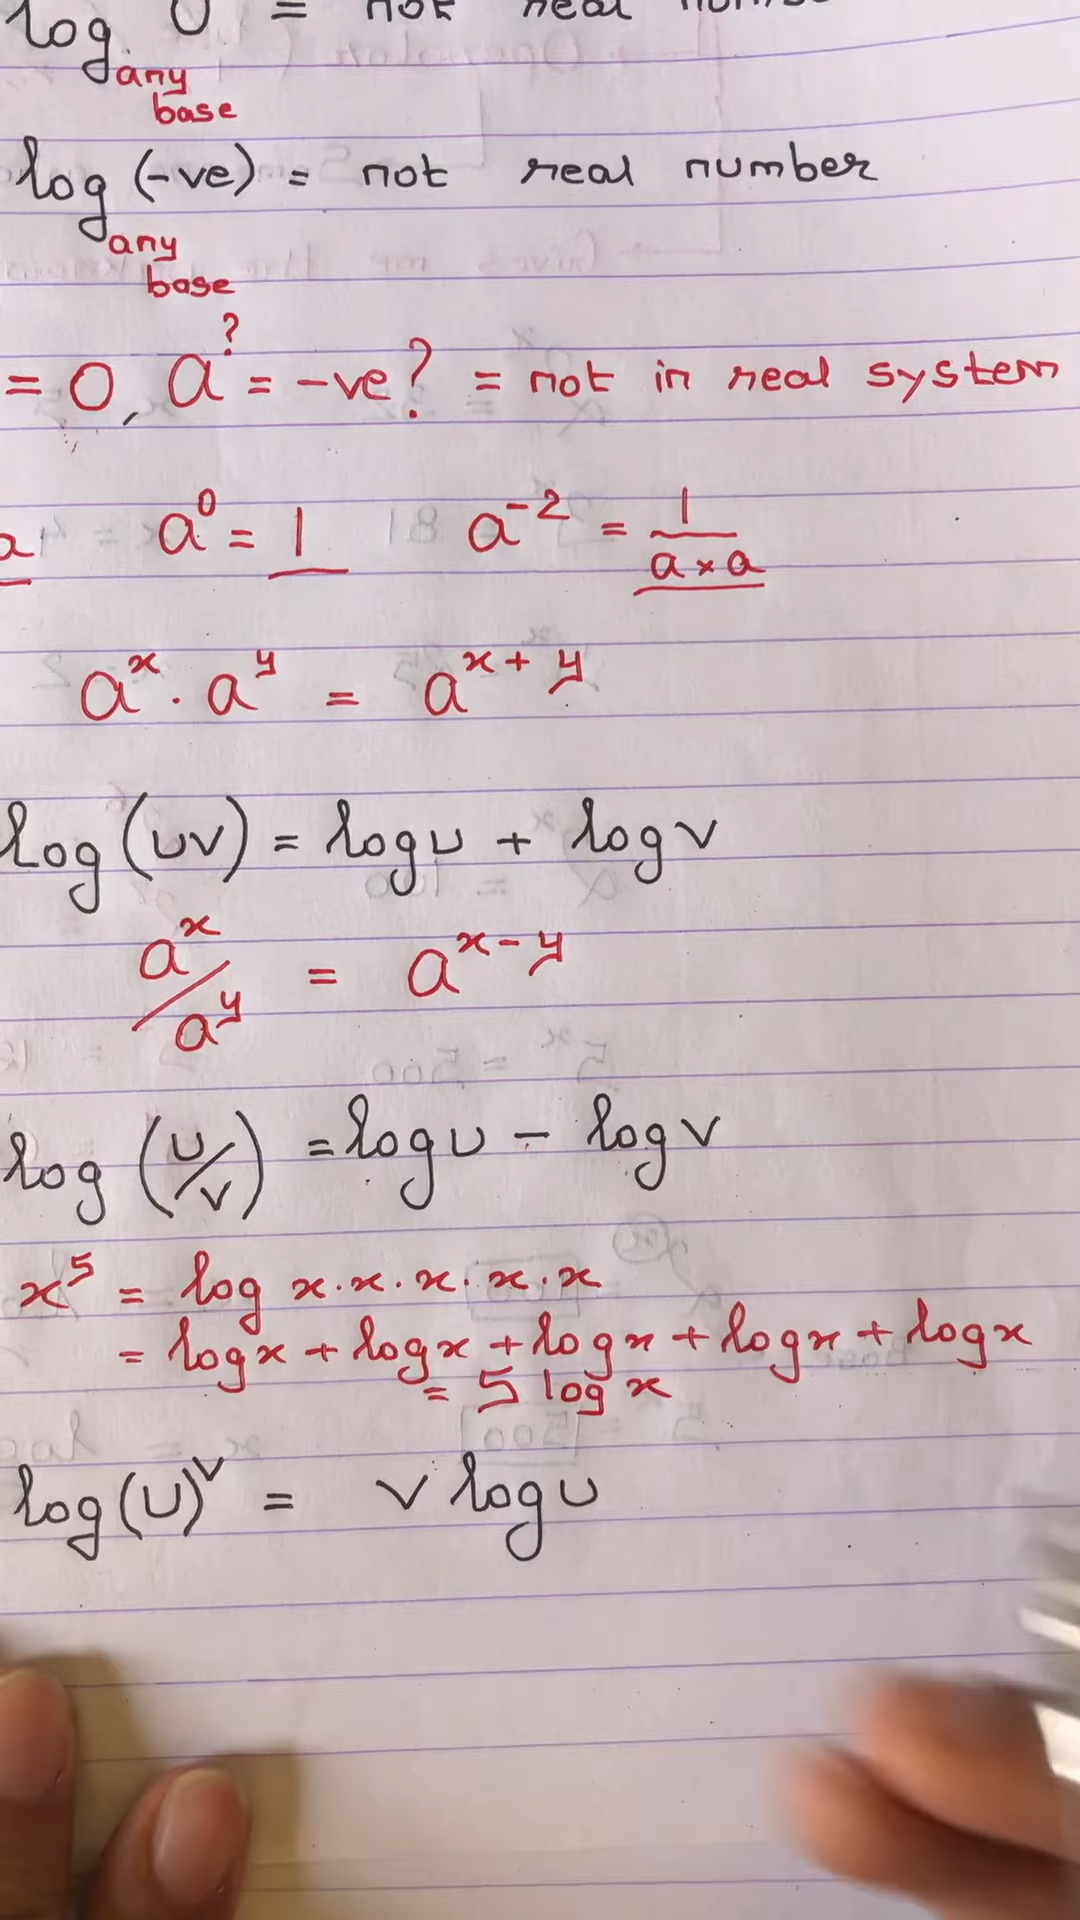 log 0 = not real number
any
base
log (-ve) = not real number
any
base
= 0, a^? = -ve? = not in real system
a a^0 = 1 a^-2 = 1/(a×a)
a^x . a^y = a^(x+y)
log (UV) = log U + log V
a^x/a^y = a^(x-y)
log (U/V) = log U - log V
x^5 = log x.x.x.x.x
= log x + log x + log x + log x + log x
= 5 log x
log (U)^V = V log U